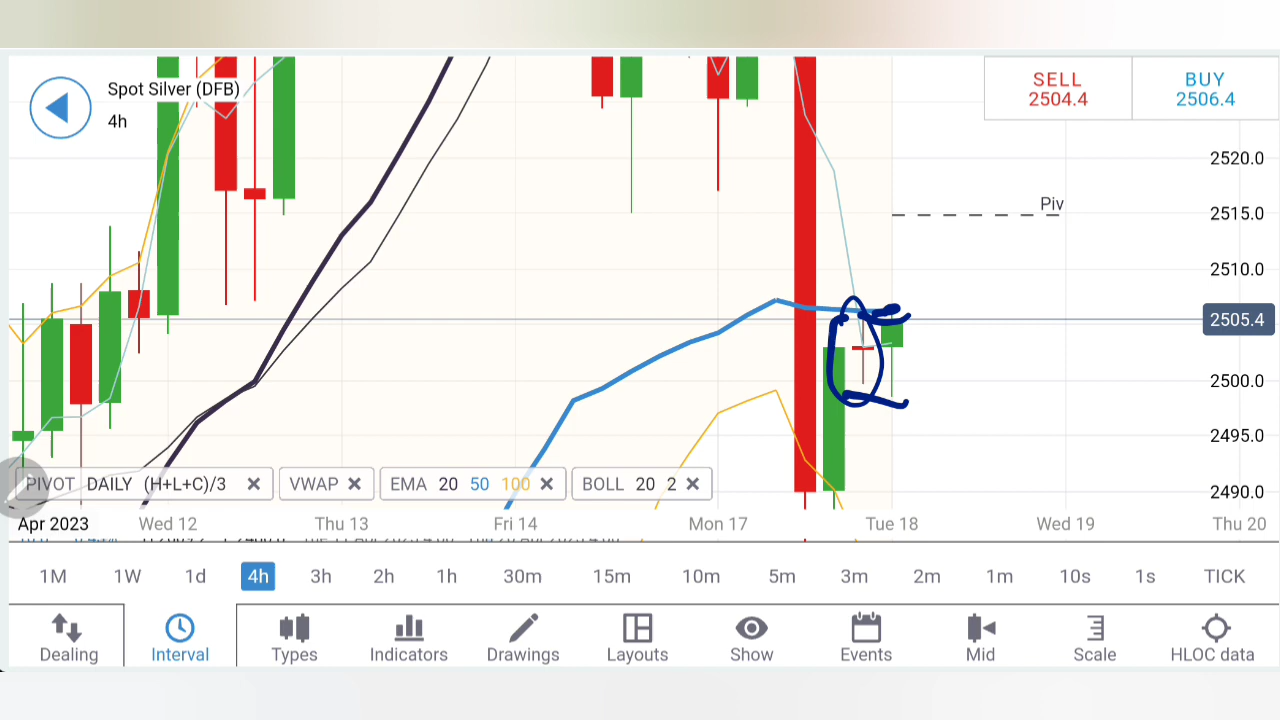 Spot Silver (DFB)
4h
SELL
2504.4
BUY
2506.4
2520.0
Piv
2515.0
2510.0
2505.4
2500.0
2495.0
2490.0
PIVOT DAILY (H+L+C)/3 VWAP EMA 20 50 100 BOLL 20 2
Apr 2023 Wed 12 Thu 13 Fri 14 Mon 17 Tue 18 Wed 19 Thu 20
1M 1W 1d 4h 3h 2h 1h 30m 15m 10m 5m 3m 2m 1m 10s 1s TICK
Dealing Interval Types Indicators Drawings Layouts Show Events Mid Scale HLOC data